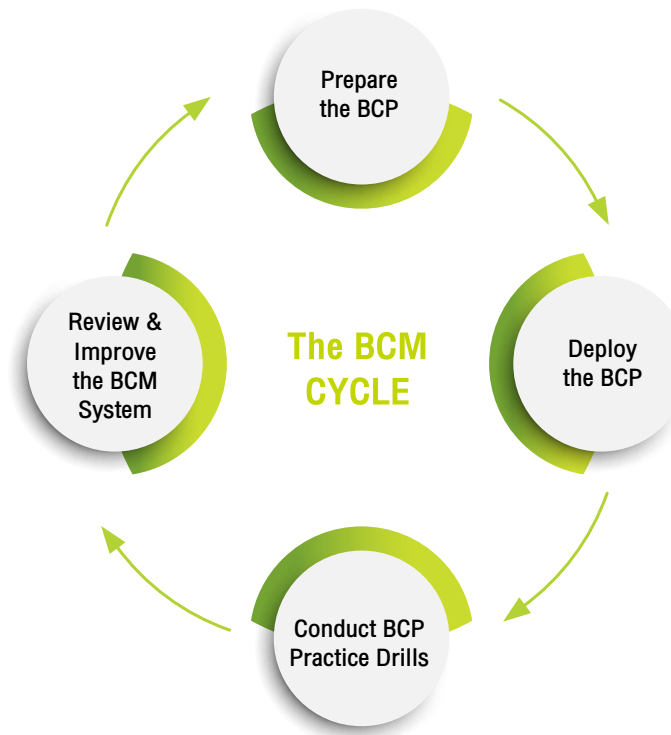 Prepare
the BCP
Review &
Improve
the BCM
System
The BCM
CYCLE
Deploy
the BCP
Conduct BCP
Practice Drills